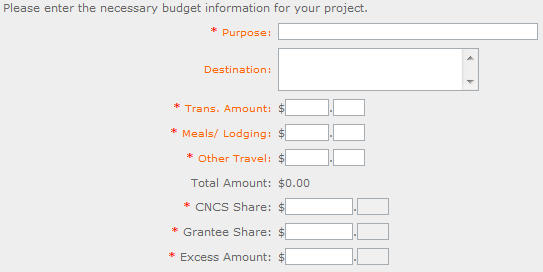 Please enter the necessary budget information for your project.
* Purpose:
Destination:
* Trans. Amount: $ .
* Meals/ Lodging: $ .
* Other Travel: $ .
Total Amount: $0.00
* CNCS Share: $ .
* Grantee Share: $ .
* Excess Amount: $ .